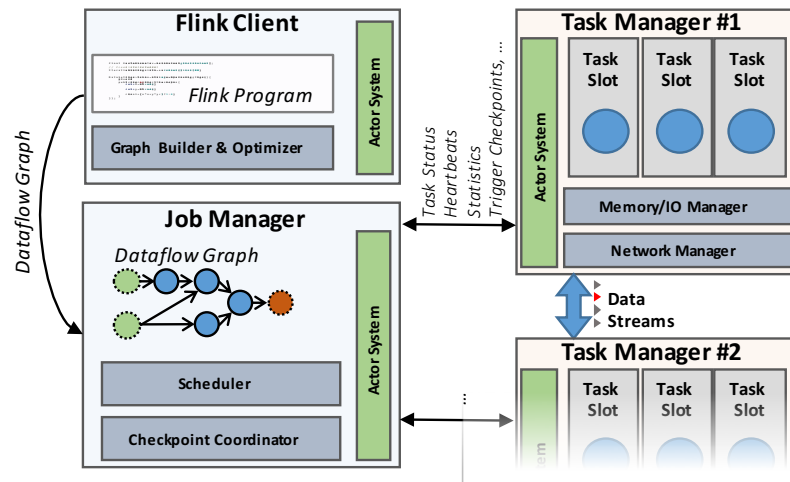 Flink Client
Flink Program
Graph Builder & Optimizer
Actor System
Dataflow Graph
Job Manager
Dataflow Graph
Scheduler
Checkpoint Coordinator
Actor System
Task Status
Heartbeats
Statistics
Trigger Checkpoints, ...
...
Task Manager #1
Actor System
Task
Slot
Task
Slot
Task
Slot
Memory/IO Manager
Network Manager
Data
Streams
Task Manager #2
Task
Slot
Task
Slot
Task
Slot